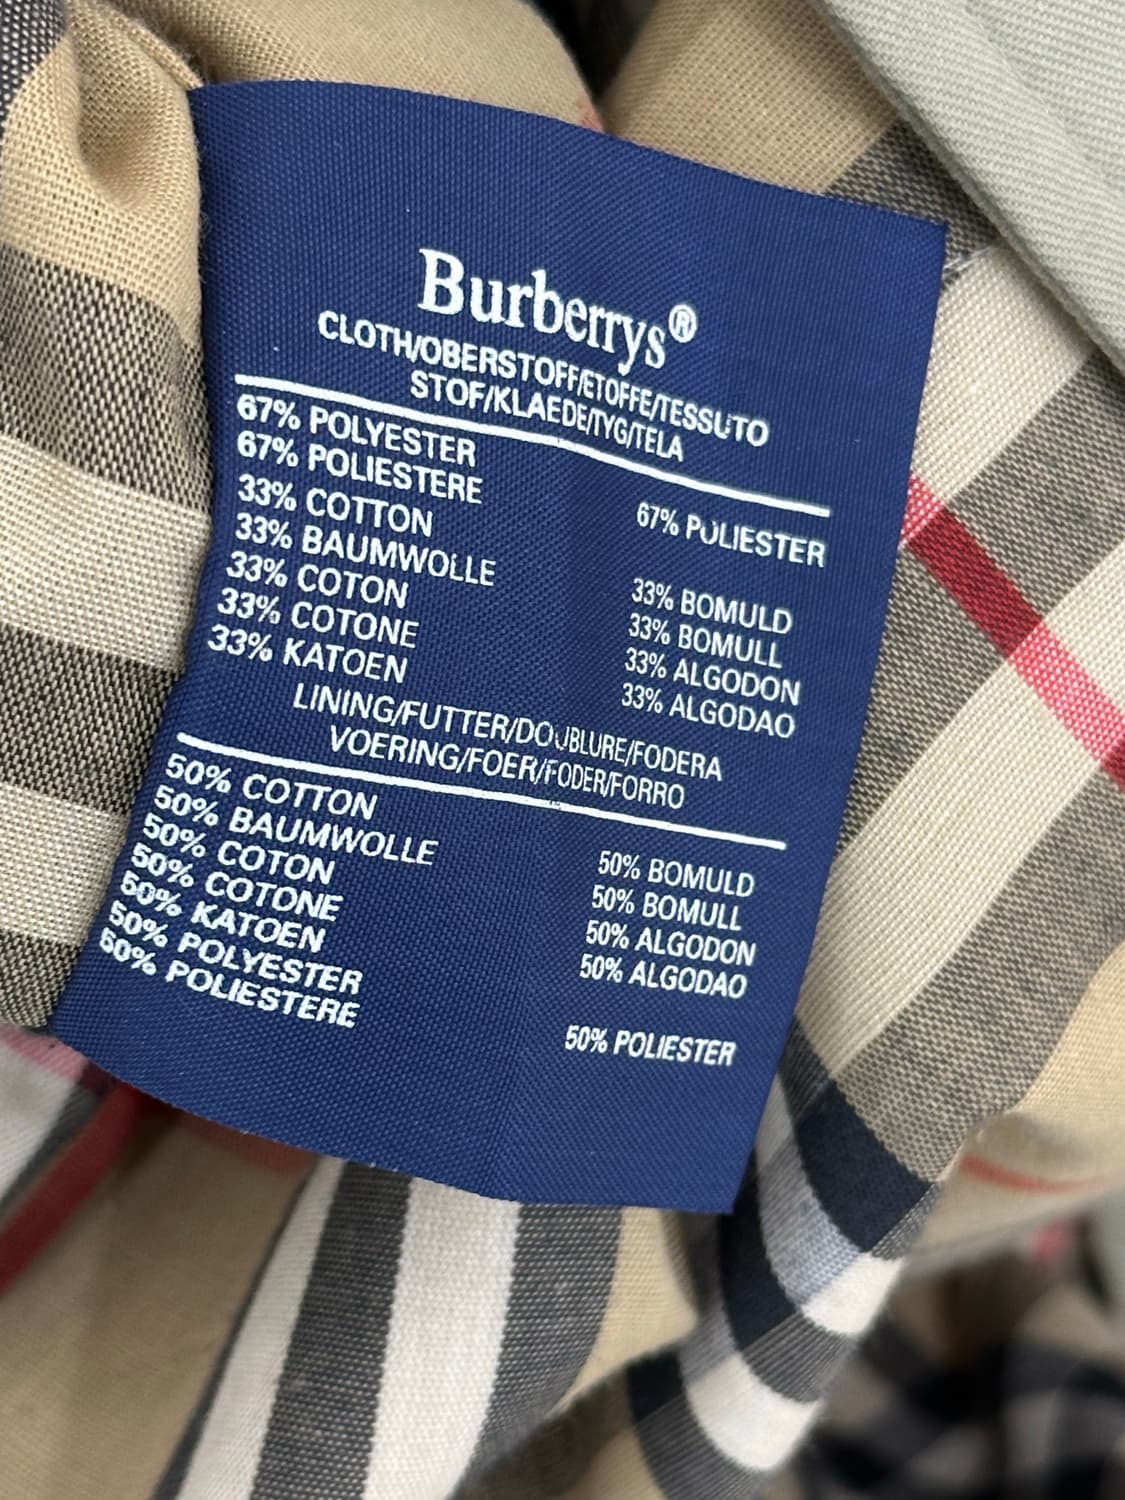 Burberrys®
CLOTH/OBERSTOFF/ETOFFE/TESSUTO
STOF/KLAEDE/TYG/TELA
67% POLYESTER
67% POLIESTERE
67% POLIESTER
33% COTTON
33% BAUMWOLLE
33% COTON
33% COTONE
33% KATOEN
33% BOMULD
33% BOMULL
33% ALGODON
33% ALGODAO
LINING/FUTTER/DOUBLURE/FODERA
VOERING/FOER/FODER/FORRO
50% COTTON
50% BAUMWOLLE
50% COTON
50% COTONE
50% KATOEN
50% POLYESTER
50% POLIESTERE
50% BOMULD
50% BOMULL
50% ALGODON
50% ALGODAO
50% POLIESTER